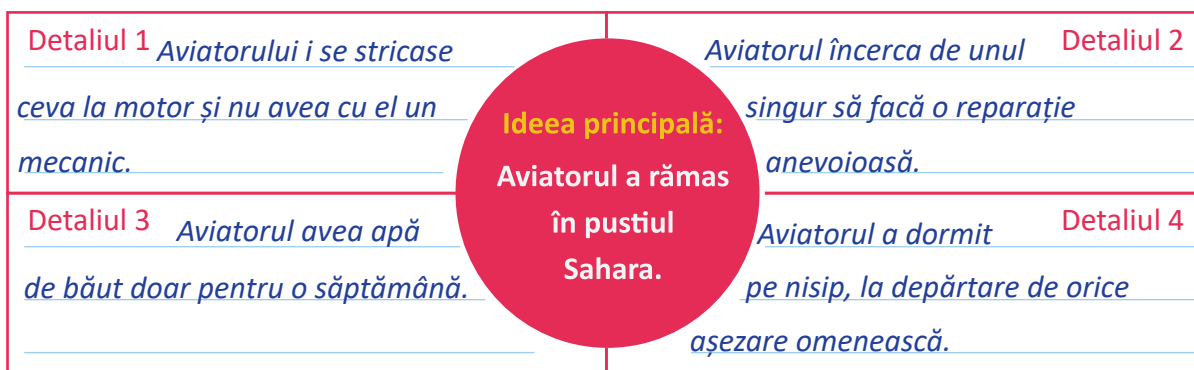 Detaliul 1 Aviatorului i se stricase
ceva la motor și nu avea cu el un
mecanic.
Aviatorul încerca de unul Detaliul 2
singur să facă o reparație
anevoioasă.
Ideea principală:
Aviatorul a rămas
în pustiul
Sahara.
Detaliul 3 Aviatorul avea apă
de băut doar pentru o săptămână.
Aviatorul a dormit Detaliul 4
pe nisip, la depărtare de orice
așezare omenească.